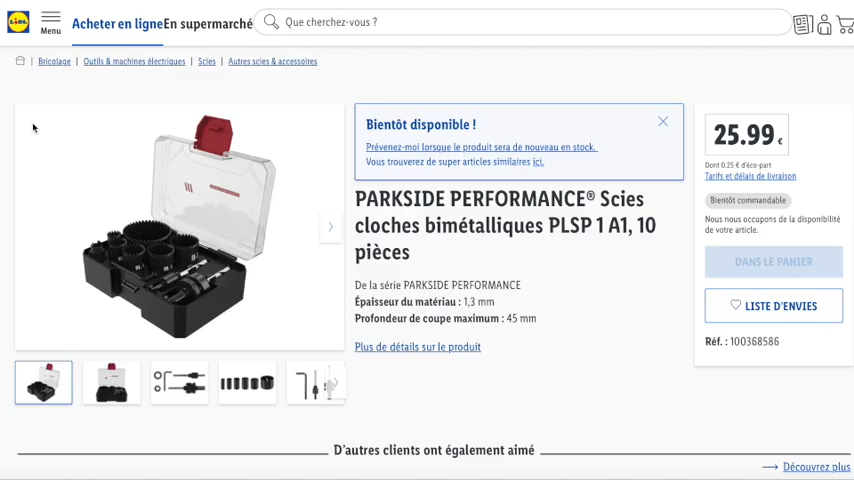 LIDL
Menu
Acheter en ligne
En supermarché
Que cherchez-vous ?
| Bricolage | Outils & machines électriques | Scies | Autres scies & accessoires
Bientôt disponible !
Prévenez-moi lorsque le produit sera de nouveau en stock.
Vous trouverez de super articles similaires ici.
PARKSIDE PERFORMANCE® Scies
cloches bimétalliques PLSP 1 A1, 10
pièces
De la série PARKSIDE PERFORMANCE
Épaisseur du matériau : 1,3 mm
Profondeur de coupe maximum : 45 mm
Plus de détails sur le produit
25.99 €
Dont 0.25 € d'éco-part
Tarifs et délais de livraison
Bientôt commandable
Nous nous occupons de la disponibilité
de votre article.
DANS LE PANIER
LISTE D'ENVIES
Réf. : 100368586
D'autres clients ont également aimé
Découvrez plus